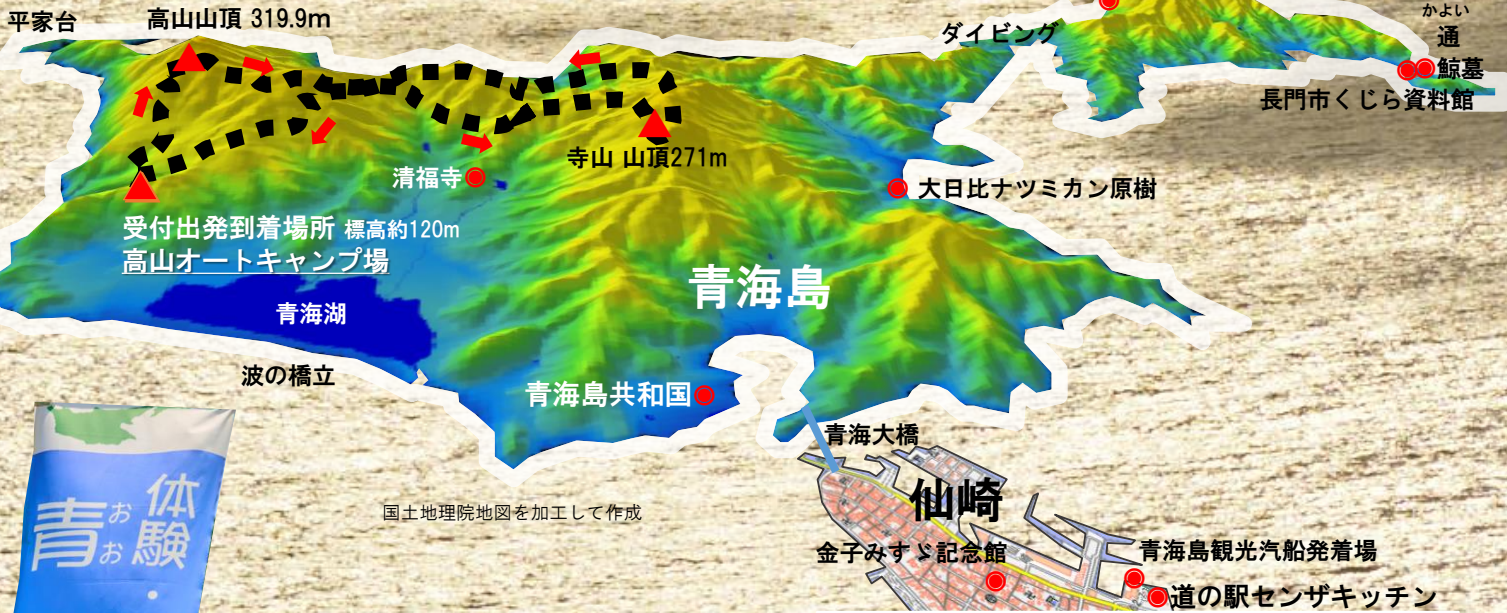 平家台
高山山頂 319.9m
ダイビング
かよい
通
鯨墓
長門市くじら資料館
寺山 山頂271m
清福寺
大日比ナツミカン原樹
受付出発到着場所 標高約120m
高山オートキャンプ場
青海島
青海湖
波の橋立
青海島共和国
青海大橋
仙崎
国土地理院地図を加工して作成
金子みすゞ記念館
青海島観光汽船発着場
道の駅センザキッチン
体験
青
おお